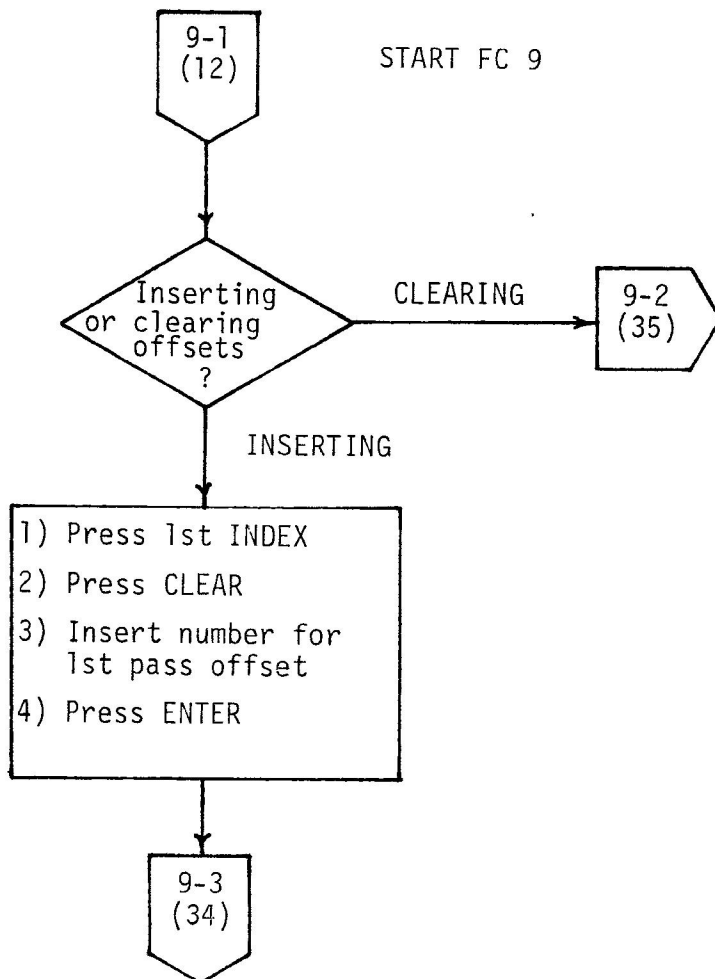 9-1
(12)
START FC 9
Inserting
or clearing
offsets
?
CLEARING
9-2
(35)
INSERTING
1) Press 1st INDEX
2) Press CLEAR
3) Insert number for
1st pass offset
4) Press ENTER
9-3
(34)